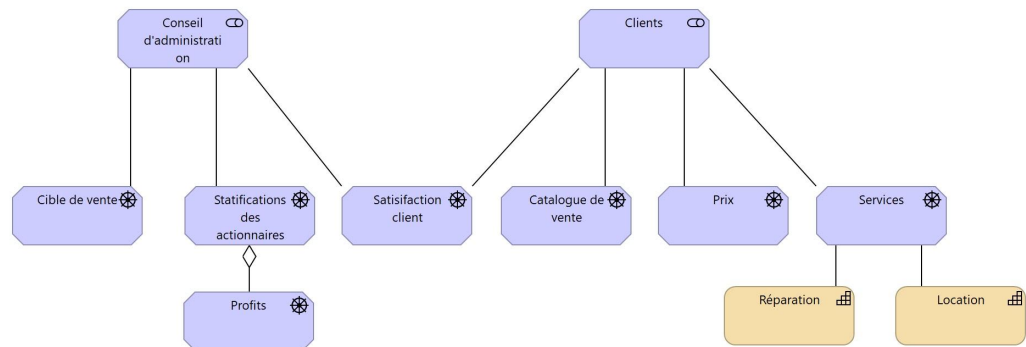 Conseil
d'administrati
on
Clients
Cible de vente
Statifications
des
actionnaires
Satisifaction
client
Catalogue de
vente
Prix
Services
Profits
Réparation
Location